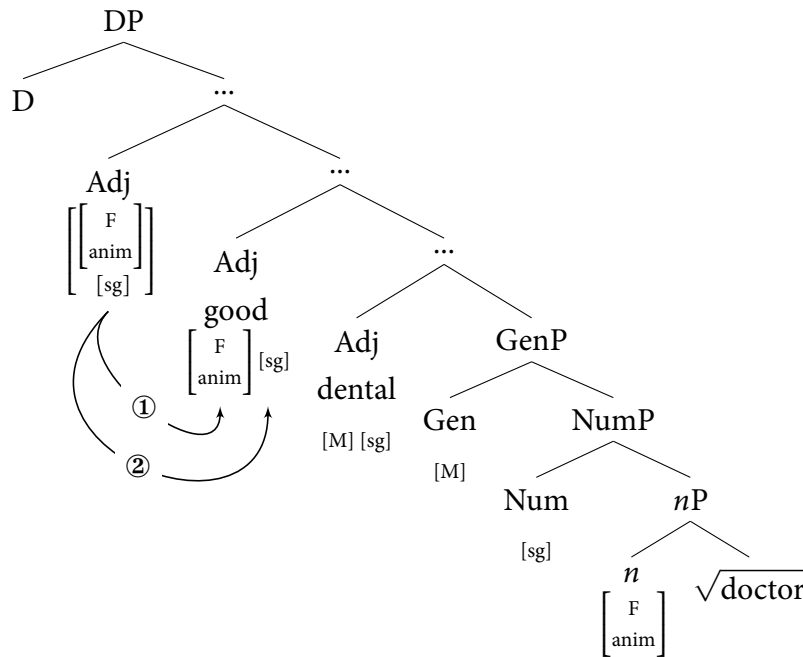 DP
D ...
Adj ...
[[F anim] [sg]]
Adj ...
good
[F anim] [sg]
Adj GenP
dental
[M] [sg]
① Gen NumP
[M]
② Num nP
[sg]
n √doctor
[F anim]